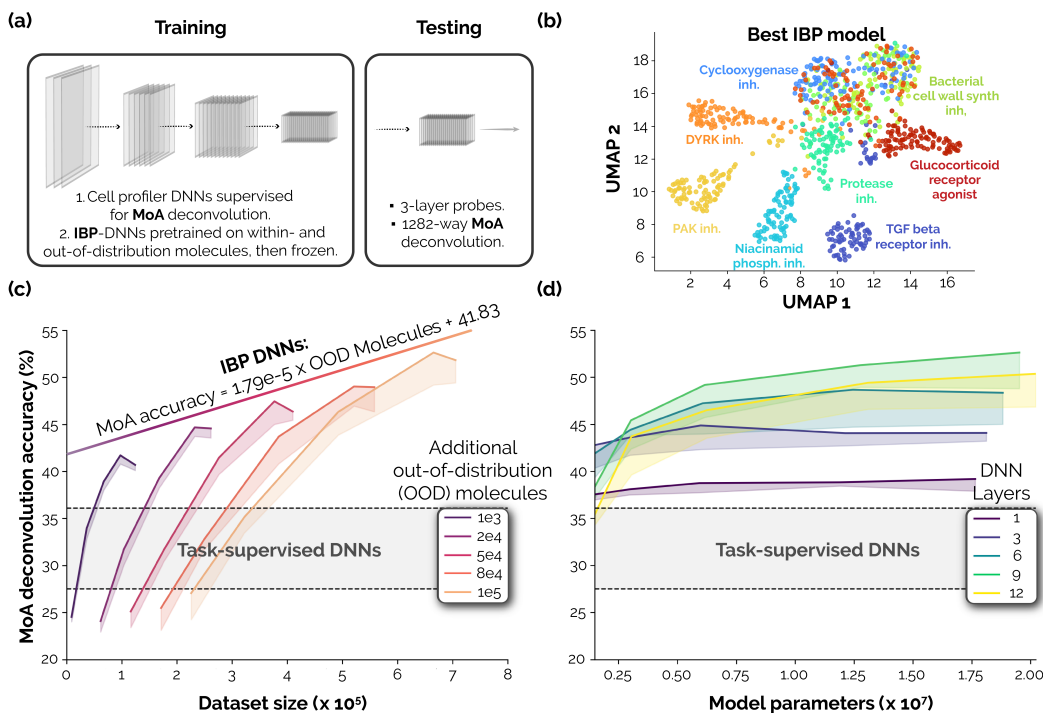 (a)
Training
Testing
1. Cell profiler DNNs supervised
for MoA deconvolution.
2. IBP-DNNs pretrained on within- and
out-of-distribution molecules, then frozen.
▪ 3-layer probes.
▪ 1282-way MoA
deconvolution.
(b)
Best IBP model
Cyclooxygenase
inh.
Bacterial
cell wall synth
inh,
DYRK inh.
Glucocorticoid
receptor
agonist
Protease
inh.
PAK inh.
Niacinamid
phosph. inh.
TGF beta
receptor inh.
UMAP 2
18
16
14
12
10
8
6
2
4
6
8
10
12
14
16
UMAP 1
(c)
MoA deconvolution accuracy (%)
55
50
45
40
35
30
25
20
IBP DNNs:
MoA accuracy = 1.79e-5 x OOD Molecules + 41.83
Additional
out-of-distribution
(OOD) molecules
1e3
2e4
5e4
8e4
1e5
Task-supervised DNNs
0
1
2
3
4
5
6
7
8
Dataset size (x 10⁵)
(d)
55
50
45
40
35
30
25
20
DNN
Layers
1
3
6
9
12
Task-supervised DNNs
0.25
0.50
0.75
1.00
1.25
1.50
1.75
2.00
Model parameters (x 10⁷)